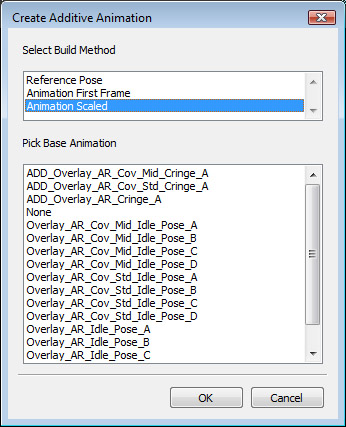 Create Additive Animation
Select Build Method
Reference Pose
Animation First Frame
Animation Scaled
Pick Base Animation
ADD_Overlay_AR_Cov_Mid_Cringe_A
ADD_Overlay_AR_Cov_Std_Cringe_A
ADD_Overlay_AR_Cringe_A
None
Overlay_AR_Cov_Mid_Idle_Pose_A
Overlay_AR_Cov_Mid_Idle_Pose_B
Overlay_AR_Cov_Mid_Idle_Pose_C
Overlay_AR_Cov_Mid_Idle_Pose_D
Overlay_AR_Cov_Std_Idle_Pose_A
Overlay_AR_Cov_Std_Idle_Pose_B
Overlay_AR_Cov_Std_Idle_Pose_C
Overlay_AR_Cov_Std_Idle_Pose_D
Overlay_AR_Idle_Pose_A
Overlay_AR_Idle_Pose_B
Overlay_AR_Idle_Pose_C
OK Cancel